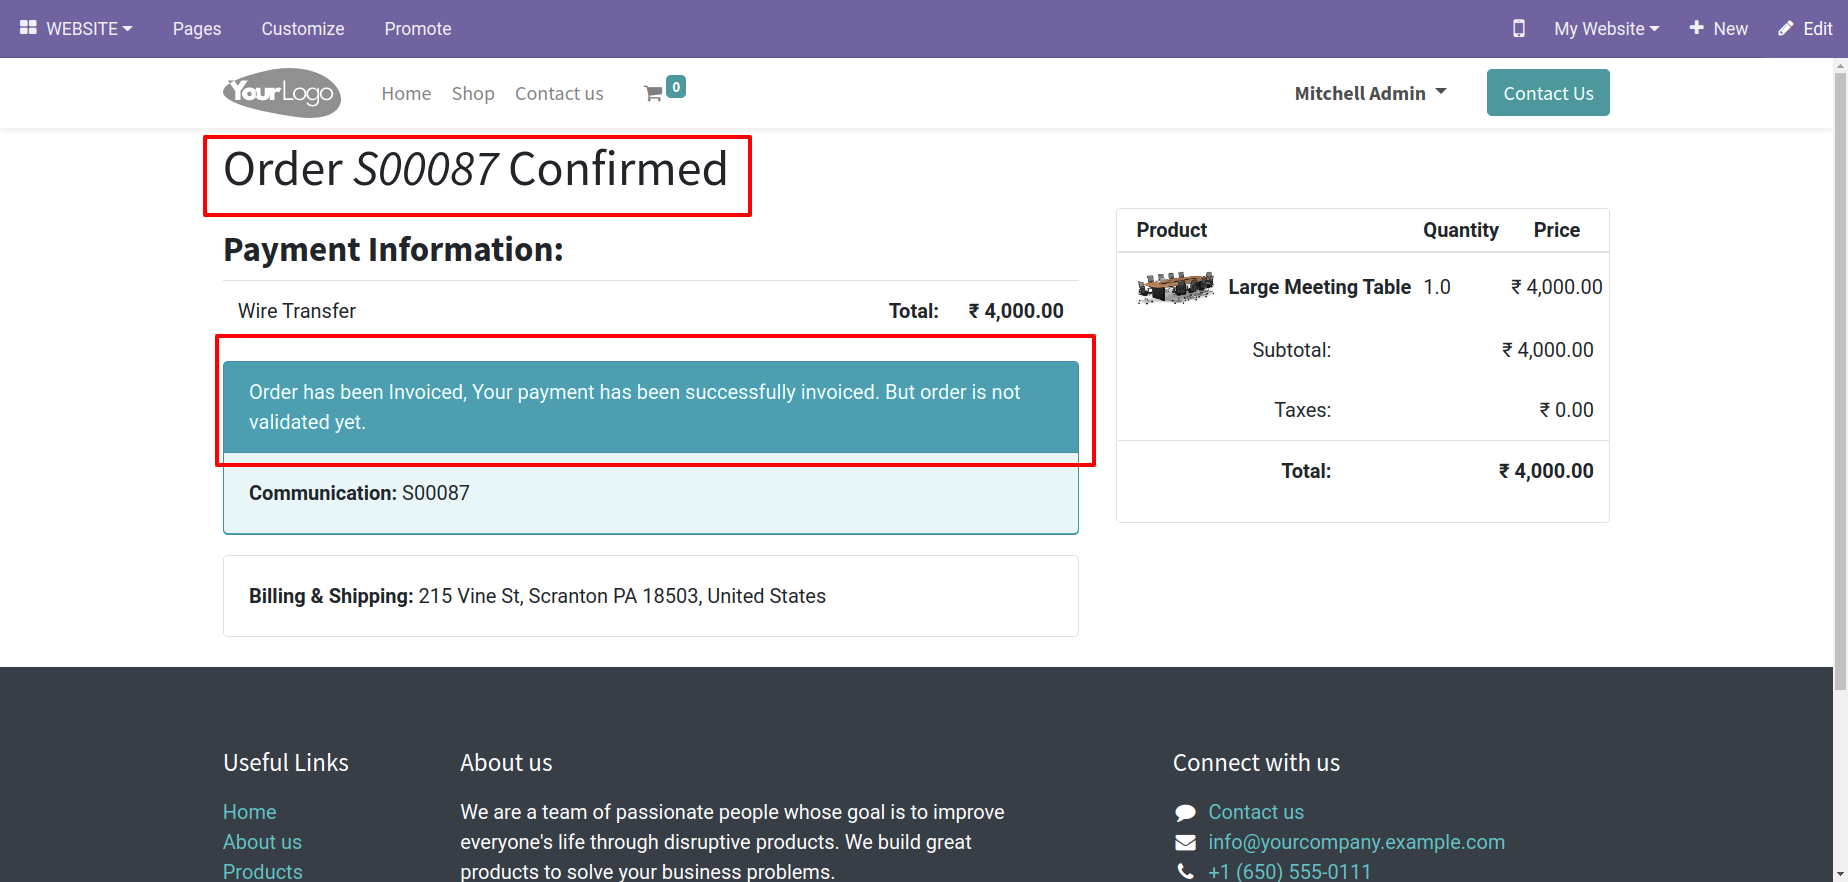 WEBSITE Pages Customize Promote My Website New Edit
YourLogo Home Shop Contact us 0 Mitchell Admin Contact Us
Order S00087 Confirmed
Payment Information:
Wire Transfer Total: ₹ 4,000.00
Order has been Invoiced, Your payment has been successfully invoiced. But order is not
validated yet.
Communication: S00087
Billing & Shipping: 215 Vine St, Scranton PA 18503, United States
Product Quantity Price
Large Meeting Table 1.0 ₹ 4,000.00
Subtotal: ₹ 4,000.00
Taxes: ₹ 0.00
Total: ₹ 4,000.00
Useful Links
Home
About us
Products
About us
We are a team of passionate people whose goal is to improve
everyone's life through disruptive products. We build great
products to solve your business problems.
Connect with us
Contact us
info@yourcompany.example.com
+1 (650) 555-0111